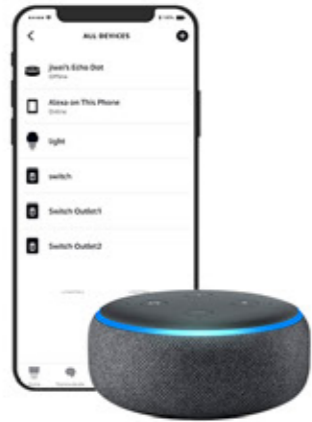 ALL DEVICES
jiwei's Echo Dot
Offline
Alexa on This Phone
Online
light
switch
Switch Outlet1
Switch Outlet2